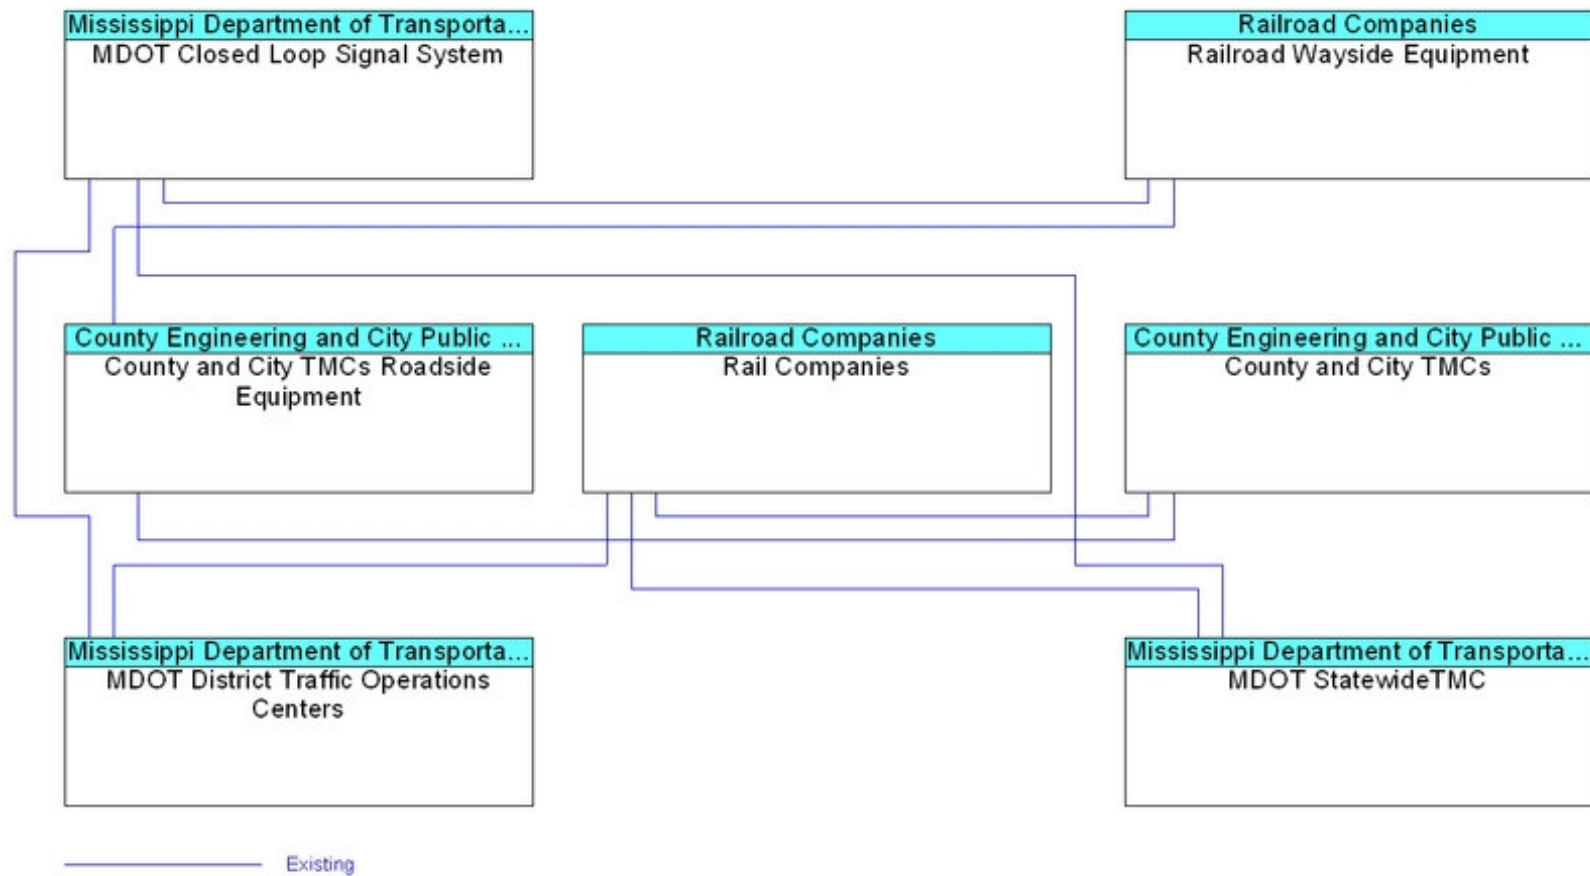 Mississippi Department of Transporta...
MDOT Closed Loop Signal System
Railroad Companies
Railroad Wayside Equipment
County Engineering and City Public ...
County and City TMCs Roadside
Equipment
Railroad Companies
Rail Companies
County Engineering and City Public ...
County and City TMCs
Mississippi Department of Transporta...
MDOT District Traffic Operations
Centers
Mississippi Department of Transporta...
MDOT StatewideTMC
Existing